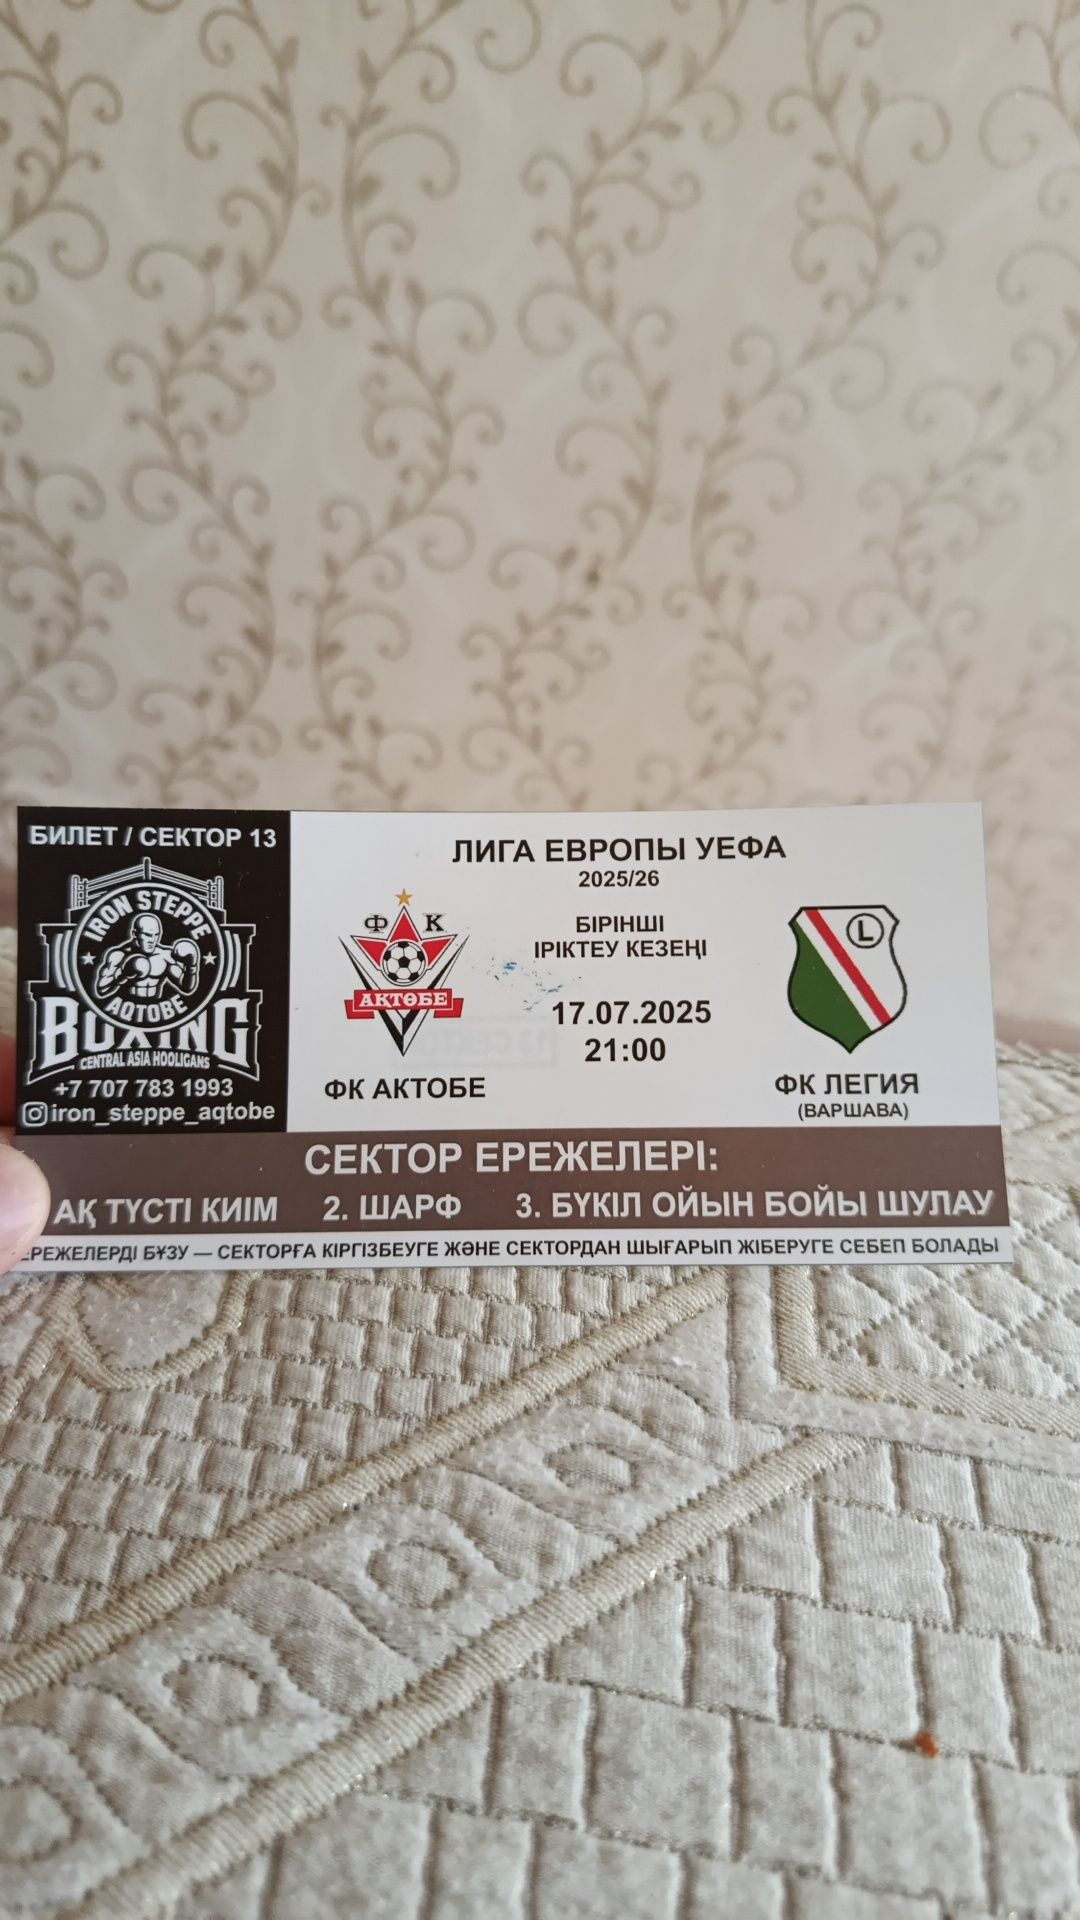 БИЛЕТ / СЕКТОР 13
IRON STEPPE
AQTOBE
BOXING
CENTRAL ASIA HOOLIGANS
+7 707 783 1993
iron_steppe_aqtobe
ЛИГА ЕВРОПЫ УЕФА
2025/26
БІРІНШІ
ІРІКТЕУ КЕЗЕҢІ
17.07.2025
21:00
Ф К
АҚТӨБЕ
ФК АКТОБЕ
L
ФК ЛЕГИЯ
(ВАРШАВА)
СЕКТОР ЕРЕЖЕЛЕРІ:
АҚ ТҮСТІ КИІМ 2. ШАРФ 3. БҮКІЛ ОЙЫН БОЙЫ ШУЛАУ
ЕРЕЖЕЛЕРДІ БҰЗУ — СЕКТОРҒА КІРГІЗБЕУГЕ ЖӘНЕ СЕКТОРДАН ШЫҒАРЫП ЖІБЕРУГЕ СЕБЕП БОЛАДЫ